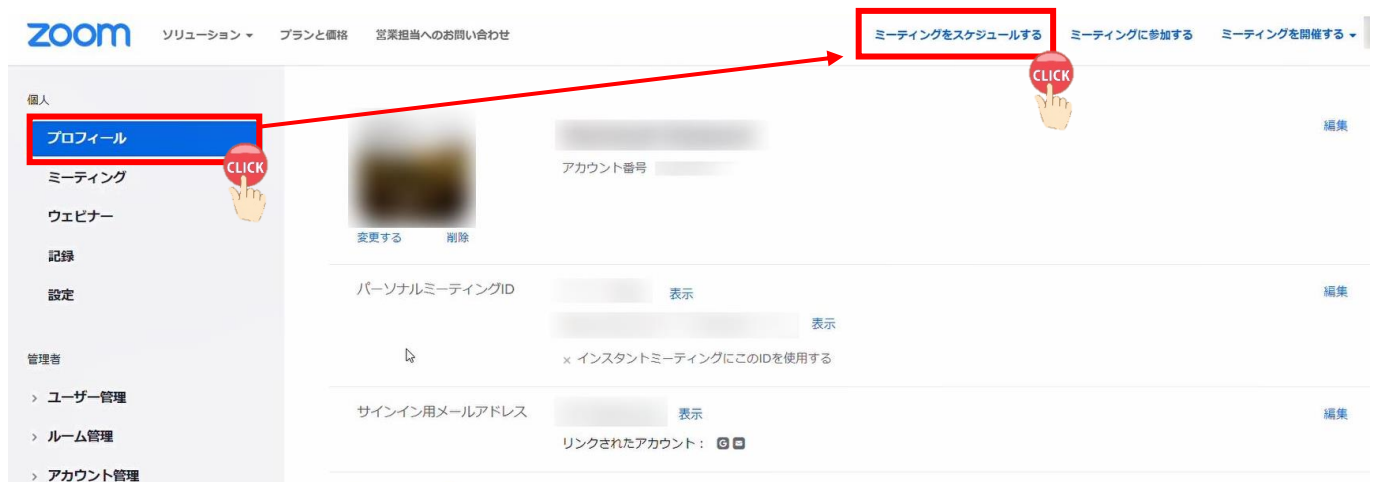 zoom ソリューション プランと価格 営業担当へのお問い合わせ ミーティングをスケジュールする ミーティングに参加する ミーティングを開催する
CLICK
個人
プロフィール
CLICK
ミーティング
ウェビナー
記録
設定
管理者
ユーザー管理
ルーム管理
アカウント管理
編集
アカウント番号
変更する 削除
パーソナルミーティングID 表示 編集
表示
× インスタントミーティングにこのIDを使用する
サインイン用メールアドレス 表示 編集
リンクされたアカウント： G